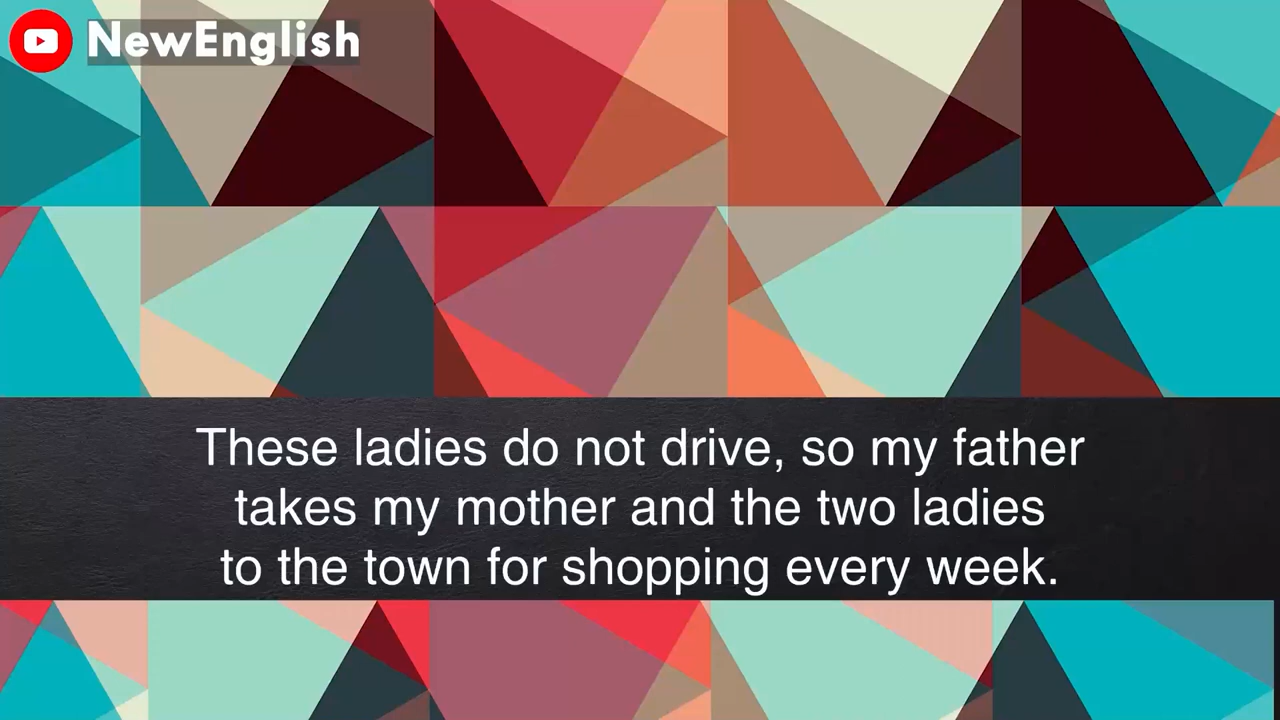 NewEnglish
These ladies do not drive, so my father
takes my mother and the two ladies
to the town for shopping every week.